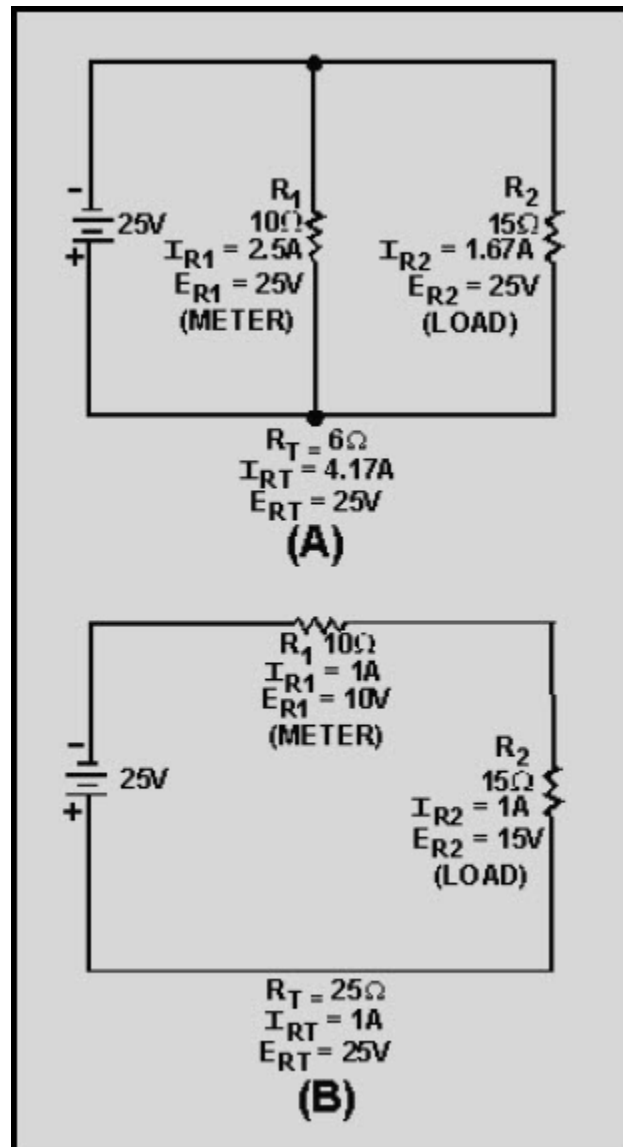 -
25V
+
R1
10Ω
IR1 = 2.5A
ER1 = 25V
(METER)
R2
15Ω
IR2 = 1.67A
ER2 = 25V
(LOAD)
RT = 6Ω
IRT = 4.17A
ERT = 25V
(A)
R1 10Ω
IR1 = 1A
ER1 = 10V
(METER)
-
25V
+
R2
15Ω
IR2 = 1A
ER2 = 15V
(LOAD)
RT = 25Ω
IRT = 1A
ERT = 25V
(B)